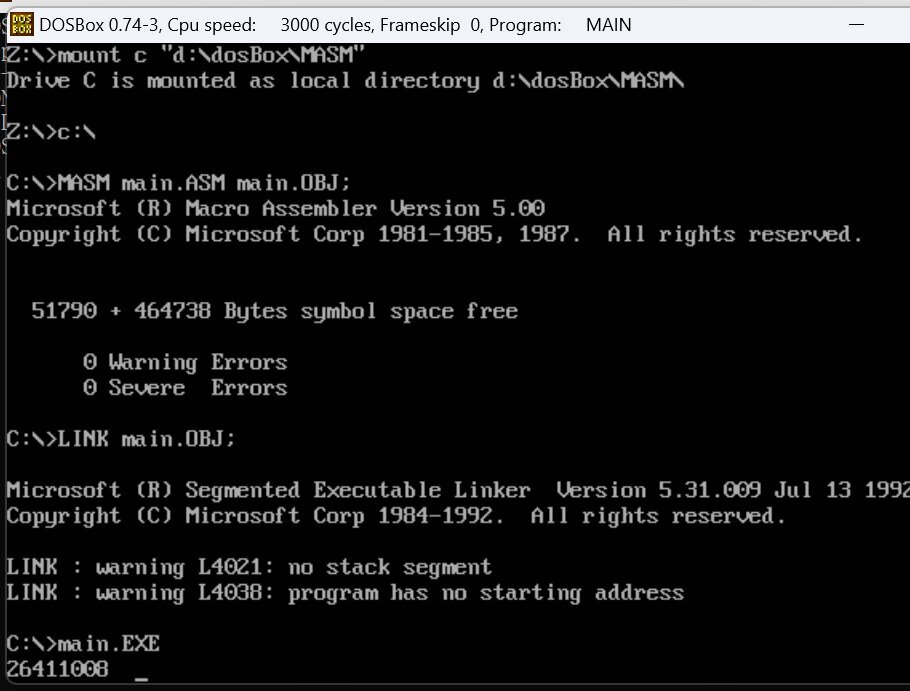 DOSBox 0.74-3, Cpu speed: 3000 cycles, Frameskip 0, Program: MAIN
Z:\>mount c "d:\dosBox\MASM"
Drive C is mounted as local directory d:\dosBox\MASM\
Z:\>c:\
C:\>MASM main.ASM main.OBJ;
Microsoft (R) Macro Assembler Version 5.00
Copyright (C) Microsoft Corp 1981-1985, 1987.  All rights reserved.
51790 + 464738 Bytes symbol space free
0 Warning Errors
0 Severe  Errors
C:\>LINK main.OBJ;
Microsoft (R) Segmented Executable Linker  Version 5.31.009 Jul 13 1992
Copyright (C) Microsoft Corp 1984-1992.  All rights reserved.
LINK : warning L4021: no stack segment
LINK : warning L4038: program has no starting address
C:\>main.EXE
26411008  _